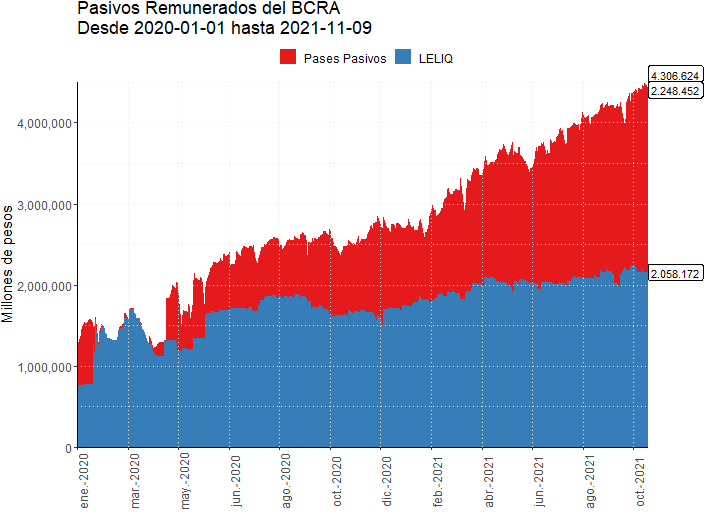 Pasivos Remunerados del BCRA
Desde 2020-01-01 hasta 2021-11-09
Pases Pasivos
LELIQ
4.306.624
2.248.452
2.058.172
Millones de pesos
4,000,000
3,000,000
2,000,000
1,000,000
0
ene.-2020
mar.-2020
may.-2020
jun.-2020
ago.-2020
oct.-2020
dic.-2020
feb.-2021
abr.-2021
jun.-2021
ago.-2021
oct.-2021